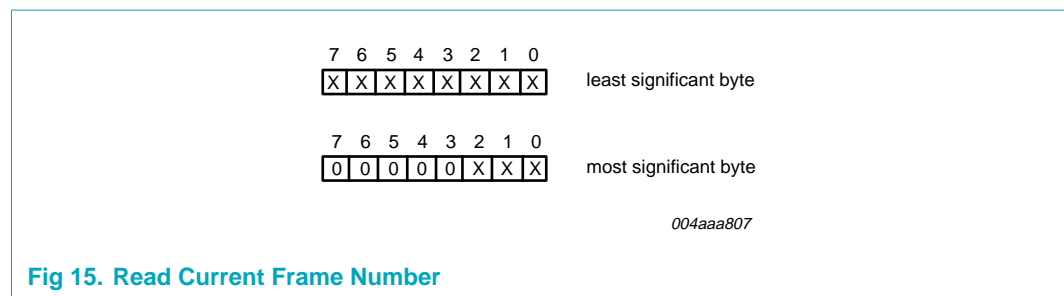 7 6 5 4 3 2 1 0
X X X X X X X X least significant byte
7 6 5 4 3 2 1 0
0 0 0 0 0 X X X most significant byte
004aaa807
Fig 15. Read Current Frame Number